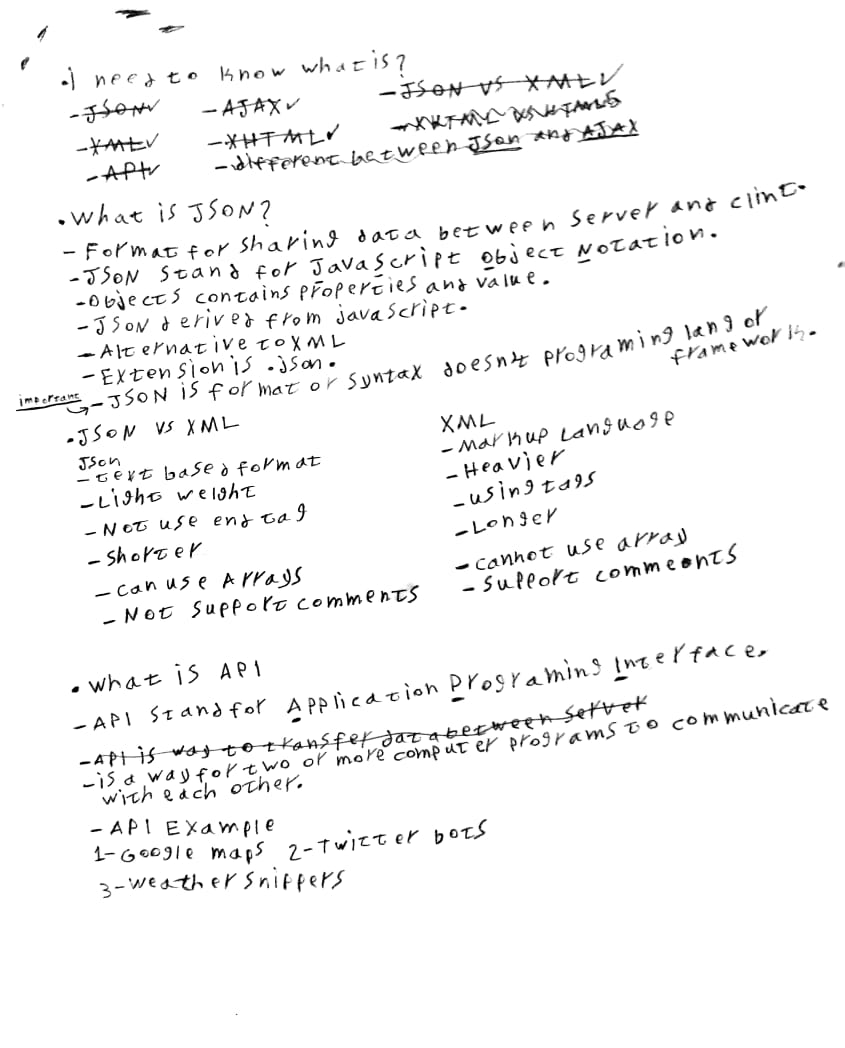 •I need to know what is?
-JSON✓ -AJAX✓ -JSON VS XML✓
-XML✓ -XHTML✓ -XHTML VS HTML5
-API✓ -different between Json and AJAX
•What is JSON?
- Format for sharing data between server and clint.
-JSON Stand for JavaScript Object Notation.
-Objects contains properties and value.
-JSON derived from javascript.
-Alternative to XML
-Extension is .json.
important -JSON is format or syntax doesn't programing lang or
framework.
•JSON VS XML
Json XML
-text based format -Markup Language
-Light weight -Heavier
-Not use end tag -using tags
-shorter -Longer
-can use Arrays -cannot use array
-Not support comments -support commeonts
•what is API
-API Stand for Application Programing Interface.
-API is way to transfer data between server
-is a way for two or more computer programs to communicate
with each other.
-API Example
1-Google maps 2-Twitter bots
3-weather snippers